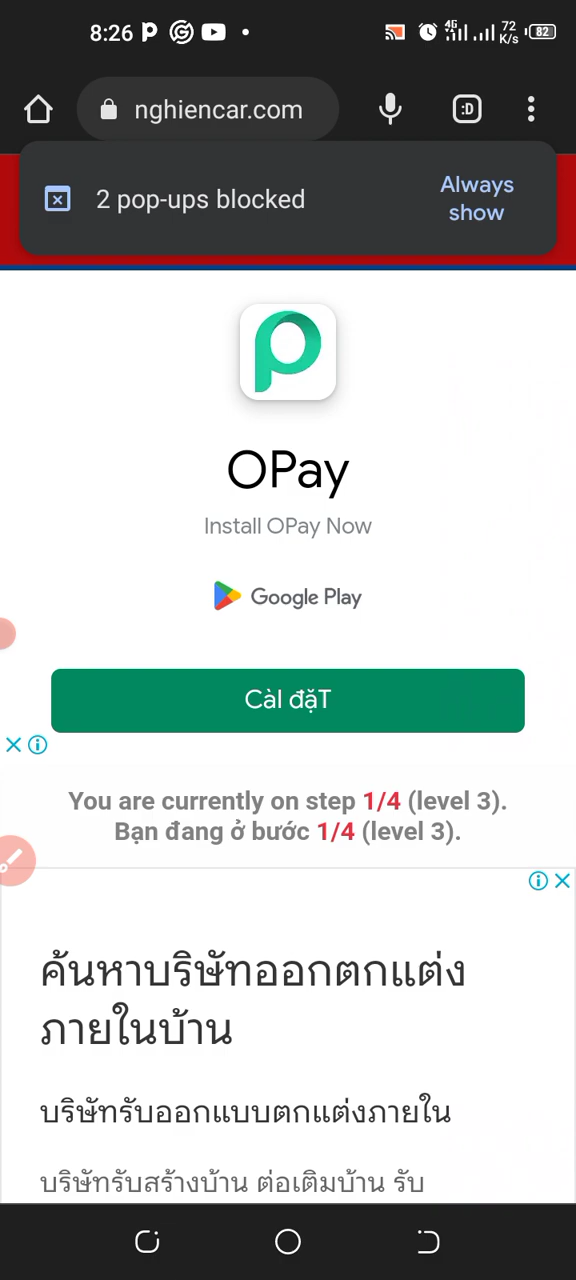 8:26
4G
72
K/s
82
nghiencar.com
:D
2 pop-ups blocked
Always
show
OPay
Install OPay Now
Google Play
Càl đặT
You are currently on step 1/4 (level 3).
Bạn đang ở bước 1/4 (level 3).
ค้นหาบริษัทออกตกแต่ง
ภายในบ้าน
บริษัทรับออกแบบตกแต่งภายใน
บริษัทรับสร้างบ้าน ต่อเติมบ้าน รับ